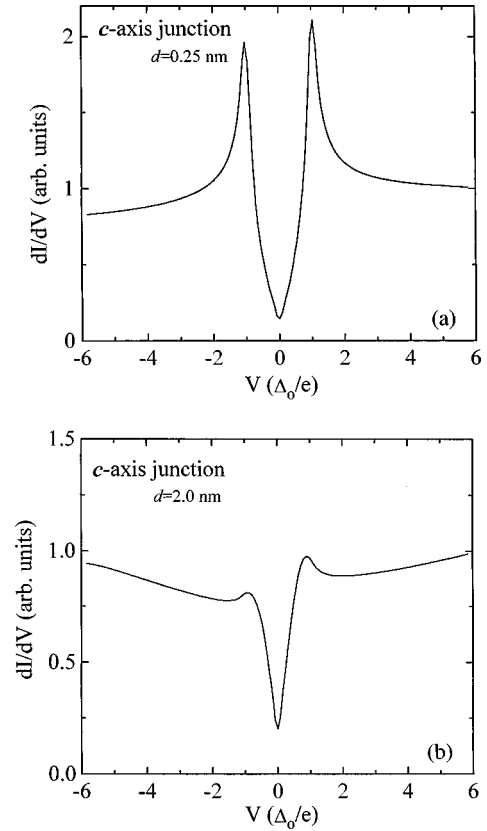 c-axis junction
d=0.25 nm
2
1
0
dI/dV (arb. units)
(a)
-6 -4 -2 0 2 4 6
V (Δ₀/e)
1.5
c-axis junction
d=2.0 nm
1.0
0.5
0.0
dI/dV (arb. units)
(b)
-6 -4 -2 0 2 4 6
V (Δ₀/e)